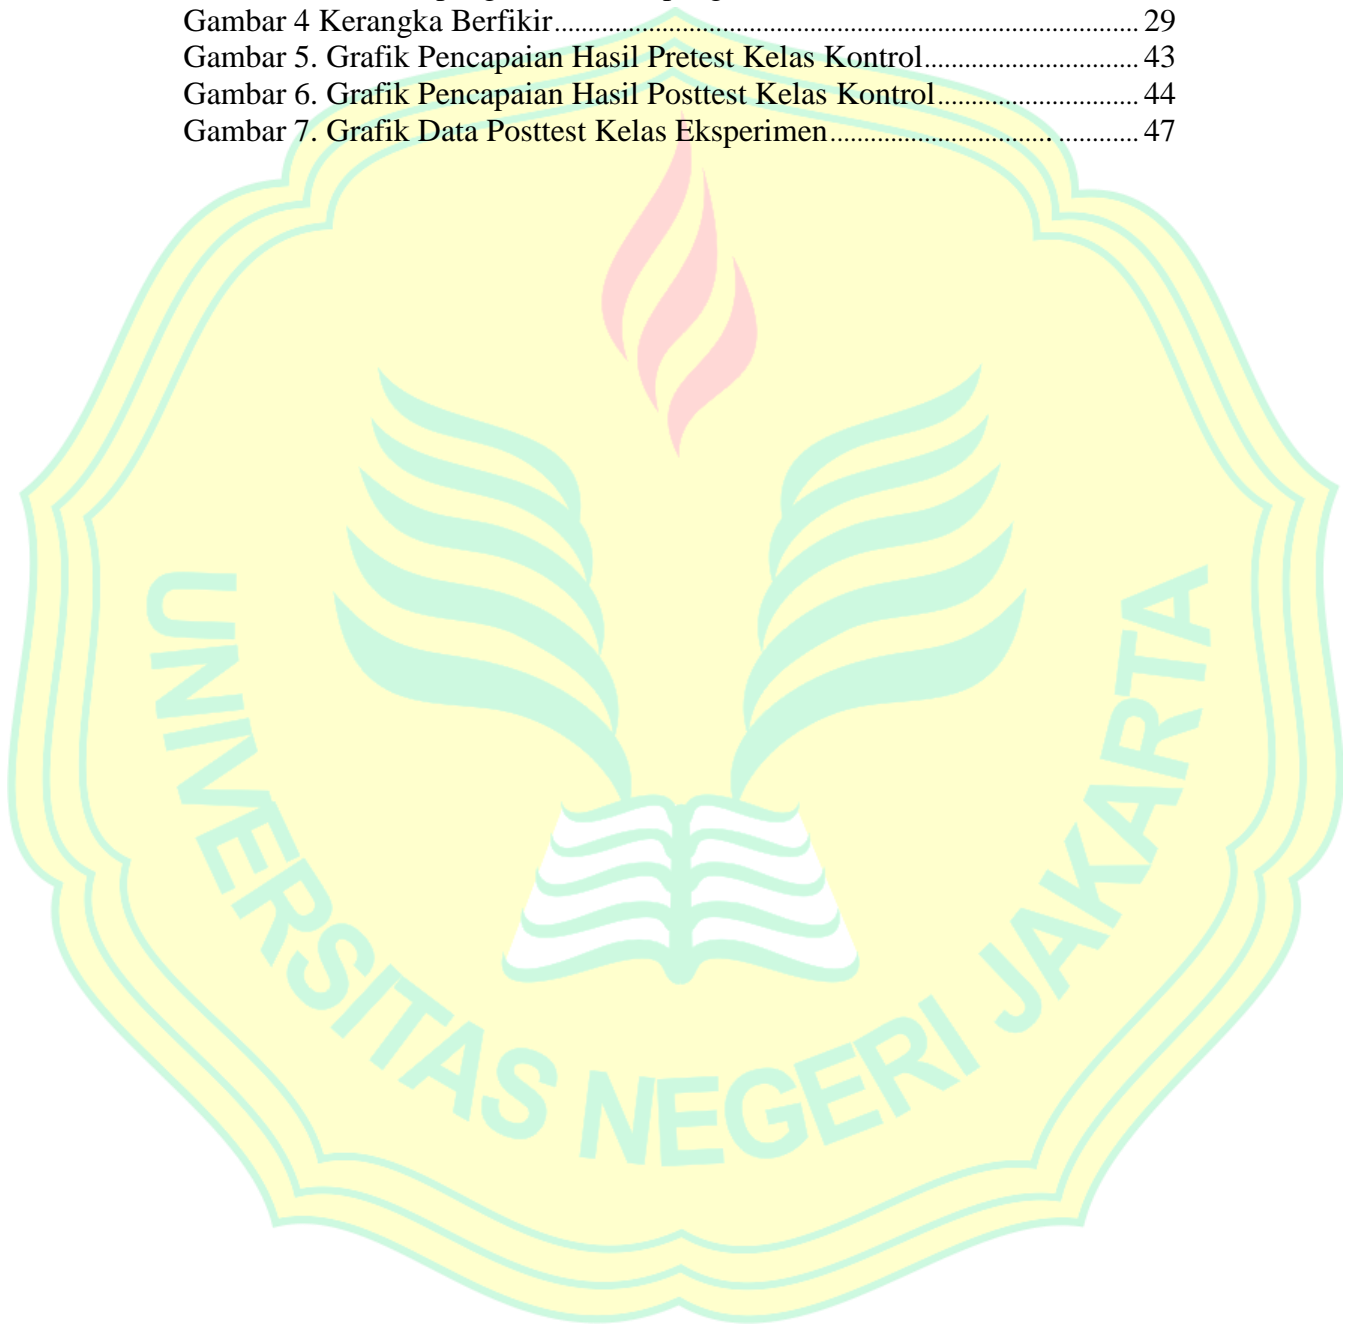 Gambar 4 Kerangka Berfikir........................................................................... 29
Gambar 5. Grafik Pencapaian Hasil Pretest Kelas Kontrol............................ 43
Gambar 6. Grafik Pencapaian Hasil Posttest Kelas Kontrol.......................... 44
Gambar 7. Grafik Data Posttest Kelas Eksperimen............................. ........... 47
UNIVERSITAS NEGERI JAKARTA